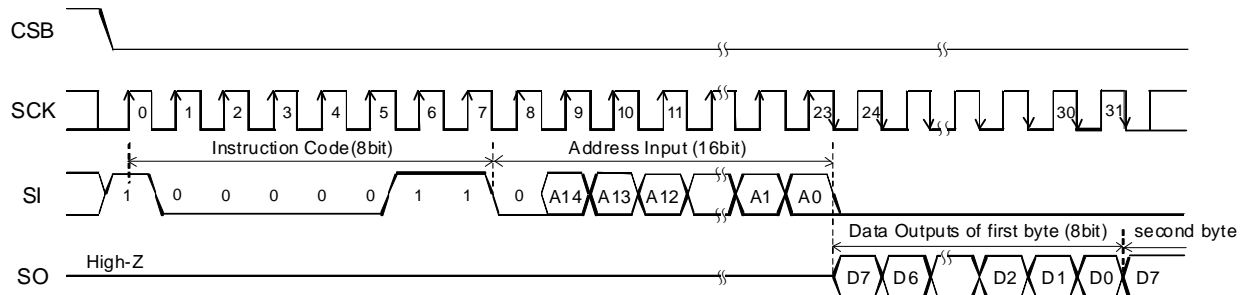 CSB
SCK 0 1 2 3 4 5 6 7 8 9 10 11 23 24 30 31
Instruction Code(8bit) Address Input (16bit)
SI 1 0 0 0 0 0 1 1 0 A14 A13 A12 A1 A0
Data Outputs of first byte (8bit) second byte
High-Z
SO D7 D6 D2 D1 D0 D7